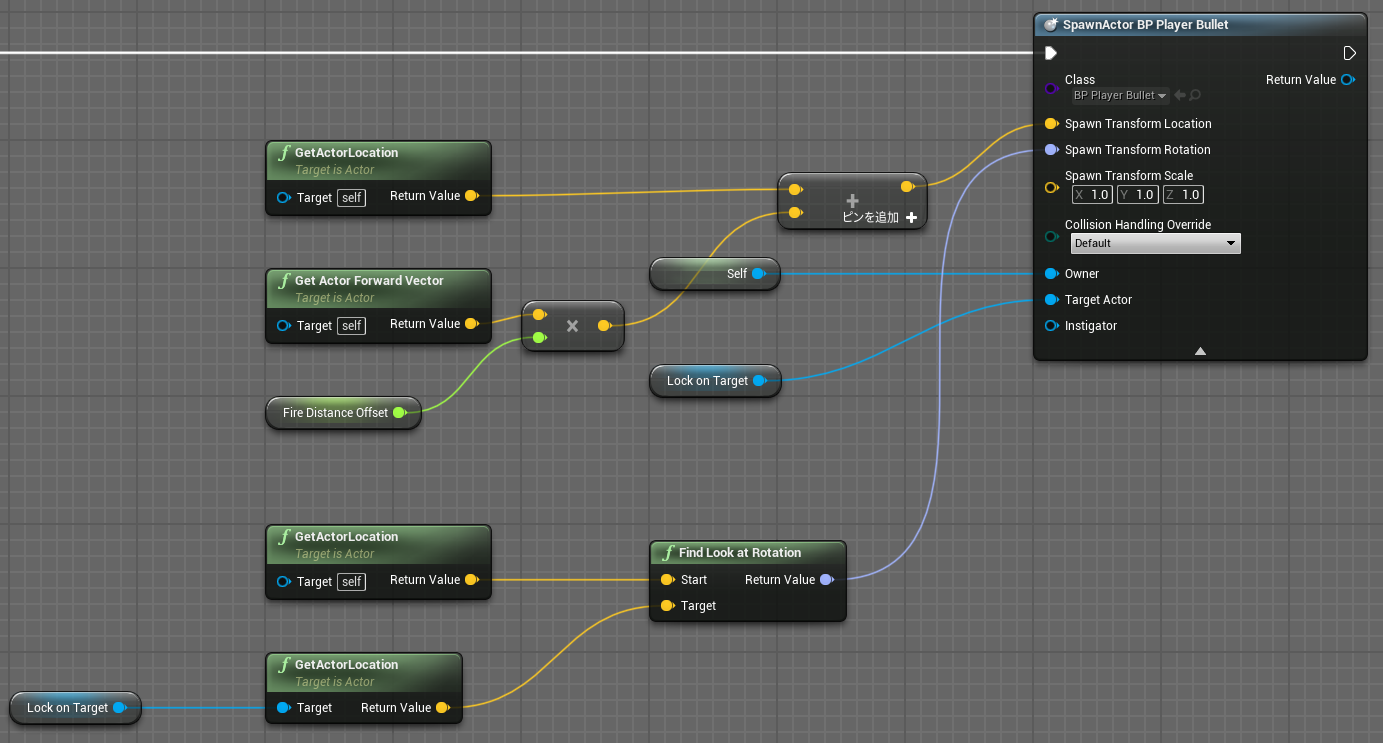 SpawnActor BP Player Bullet
Class
BP Player Bullet
Return Value
Spawn Transform Location
Spawn Transform Rotation
Spawn Transform Scale
X 1.0 Y 1.0 Z 1.0
Collision Handling Override
Default
Owner
Target Actor
Instigator
GetActorLocation
Target is Actor
Target self Return Value
ピンを追加
Self
Get Actor Forward Vector
Target is Actor
Target self Return Value
Lock on Target
Fire Distance Offset
GetActorLocation
Target is Actor
Target self Return Value
Find Look at Rotation
Start Return Value
Target
GetActorLocation
Target is Actor
Lock on Target
Target Return Value